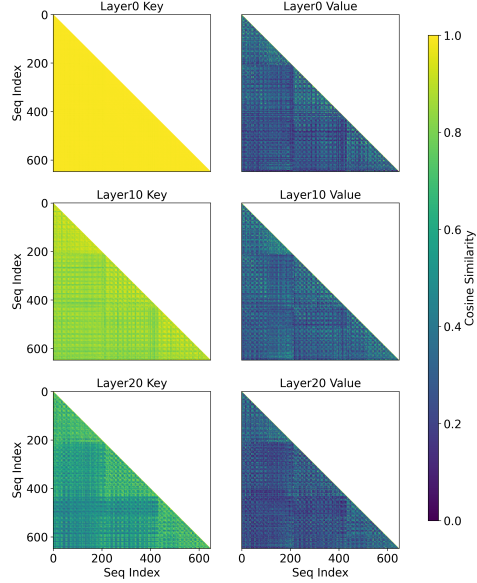 Layer0 Key
Layer0 Value
0
200
400
600
Seq Index
Layer10 Key
Layer10 Value
0
200
400
600
Seq Index
Layer20 Key
Layer20 Value
0
200
400
600
Seq Index
0 200 400 600
Seq Index
0 200 400 600
Seq Index
1.0
0.8
0.6
0.4
0.2
0.0
Cosine Similarity